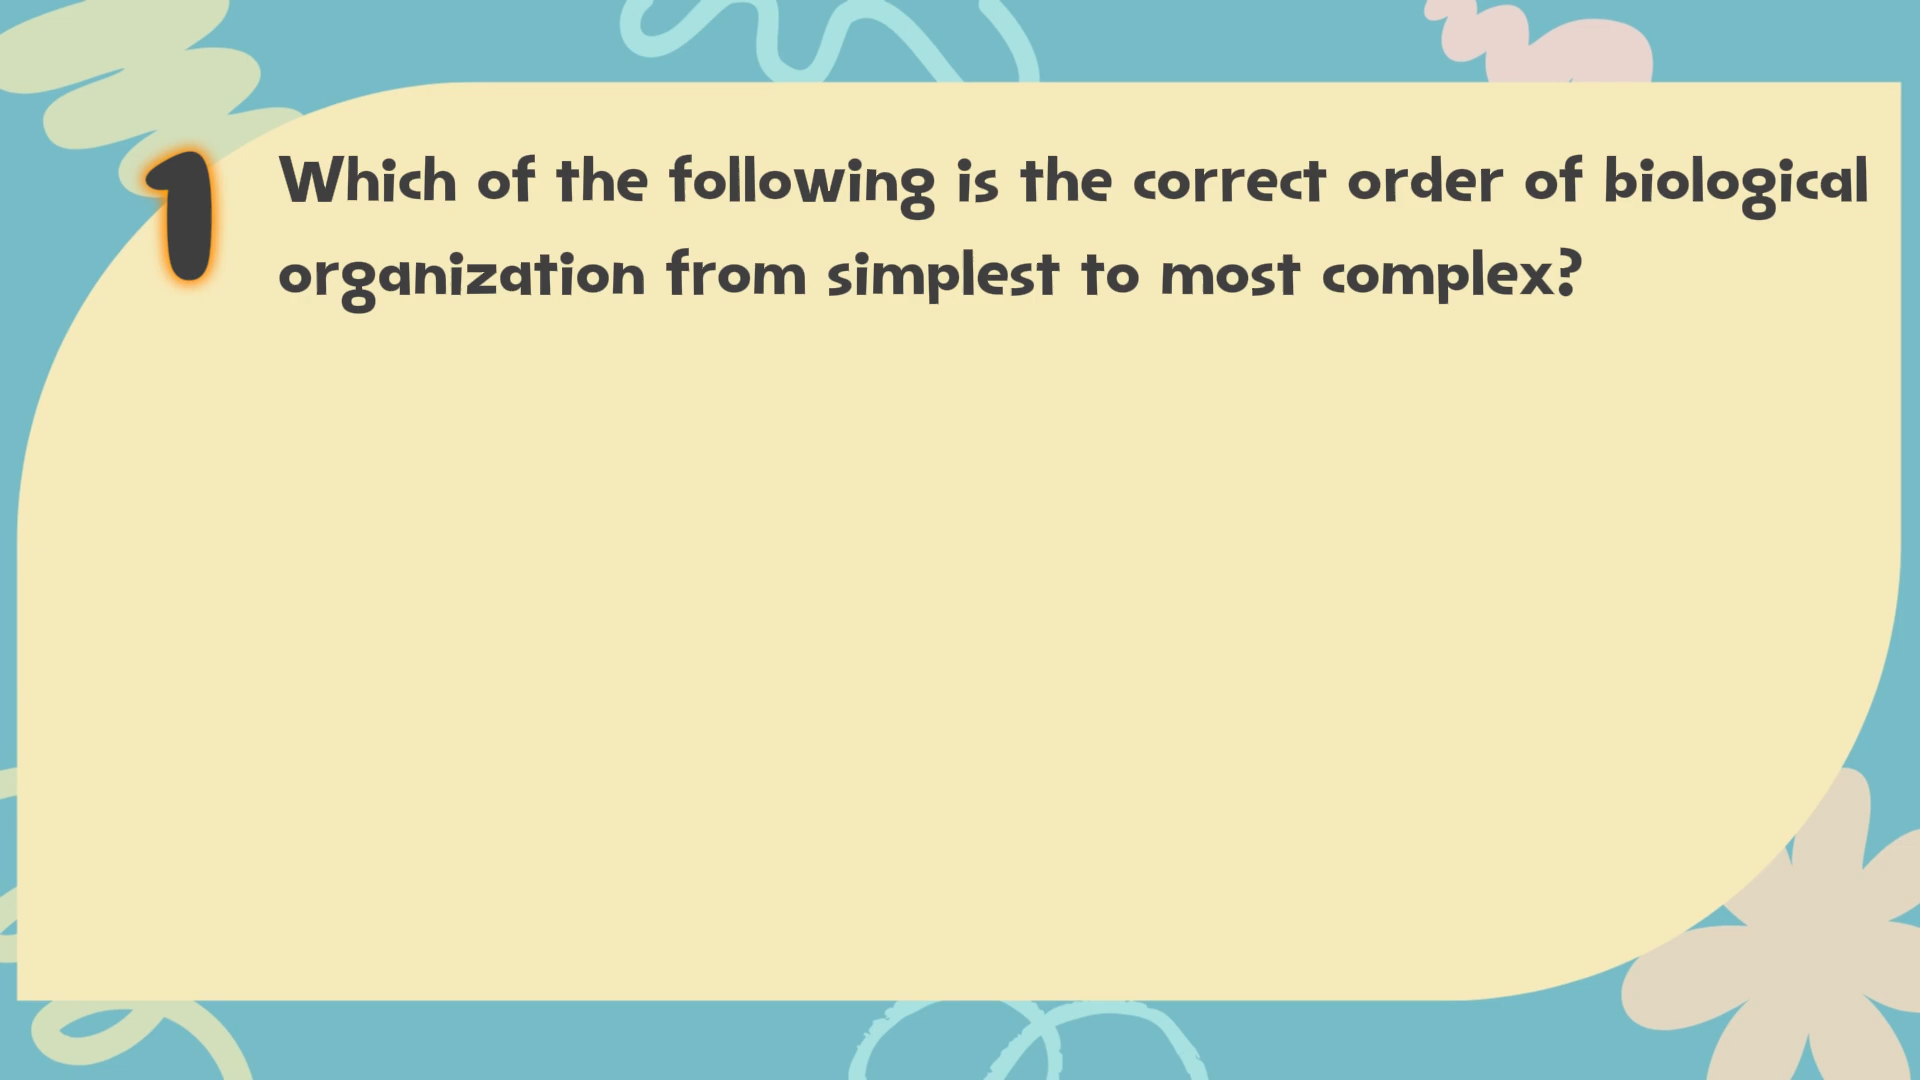 1
Which of the following is the correct order of biological
organization from simplest to most complex?